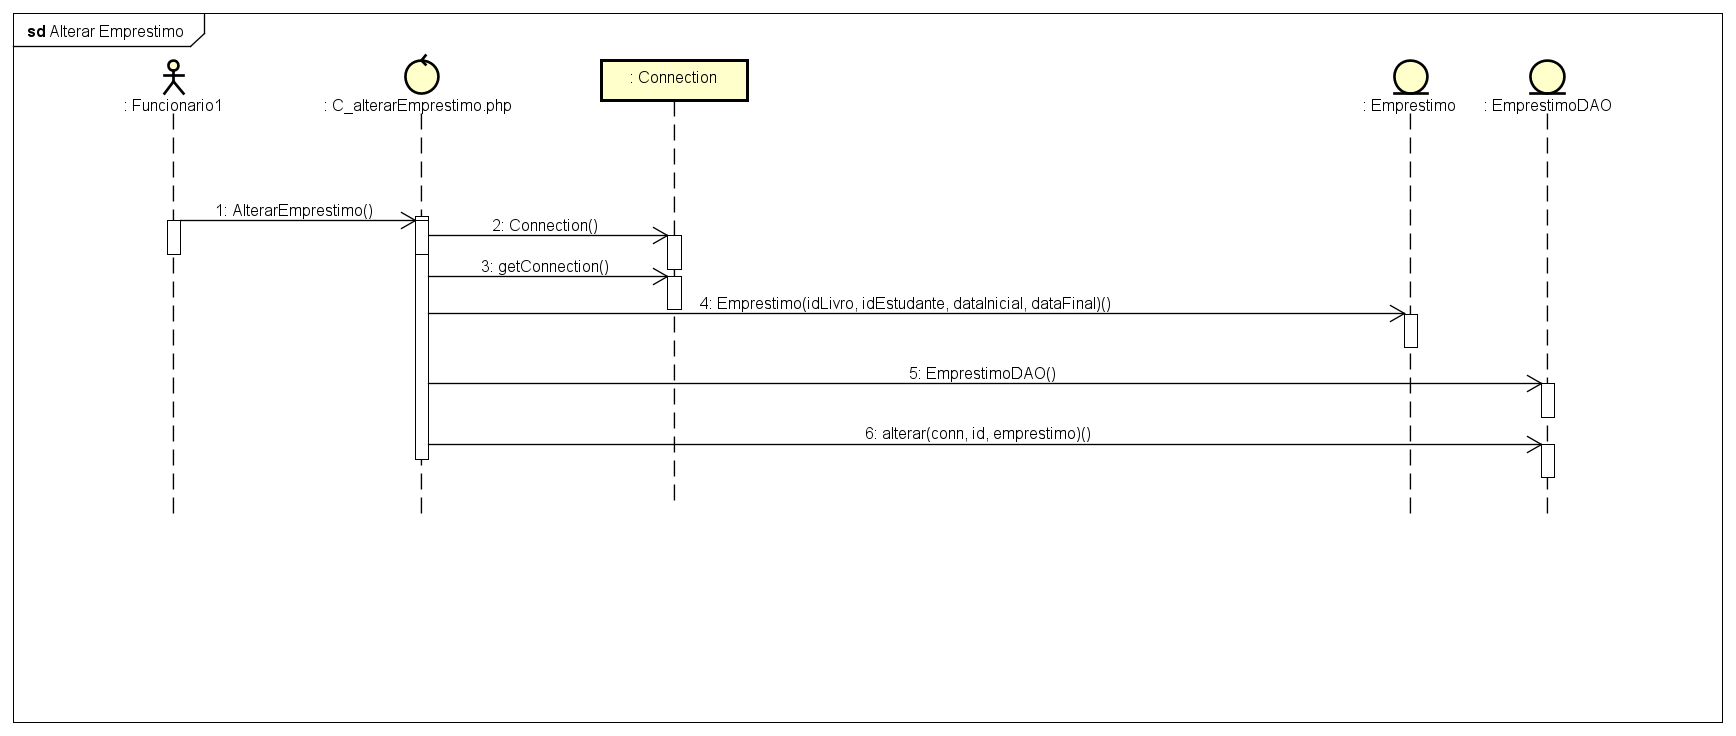 sd Alterar Emprestimo
: Funcionario1
: C_alterarEmprestimo.php
: Connection
: Emprestimo
: EmprestimoDAO
1: AlterarEmprestimo()
2: Connection()
3: getConnection()
4: Emprestimo(idLivro, idEstudante, dataInicial, dataFinal)()
5: EmprestimoDAO()
6: alterar(conn, id, emprestimo)()